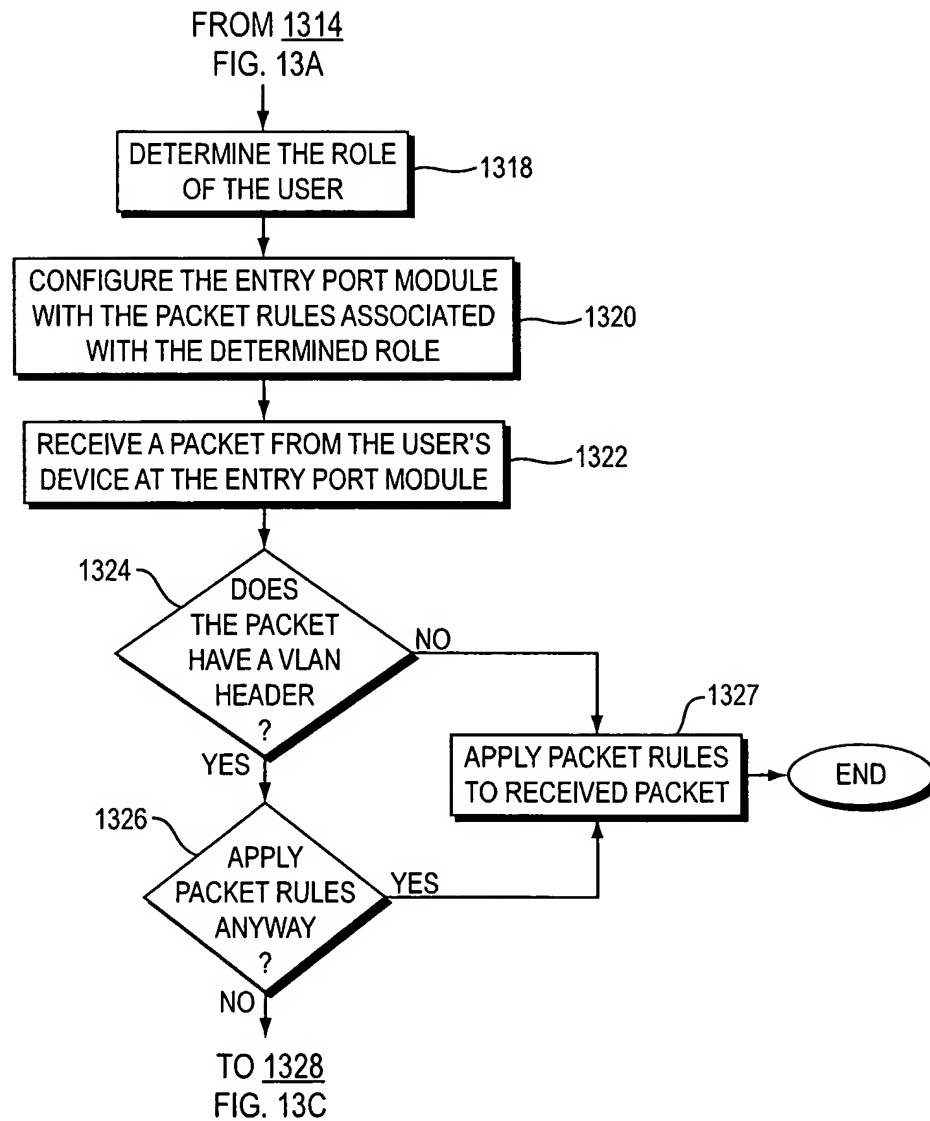 FROM 1314
FIG. 13A
DETERMINE THE ROLE
OF THE USER
1318
CONFIGURE THE ENTRY PORT MODULE
WITH THE PACKET RULES ASSOCIATED
WITH THE DETERMINED ROLE
1320
RECEIVE A PACKET FROM THE USER'S
DEVICE AT THE ENTRY PORT MODULE
1322
1324
DOES
THE PACKET
HAVE A VLAN
HEADER
?
NO
YES
1327
APPLY PACKET RULES
TO RECEIVED PACKET
END
1326
APPLY
PACKET RULES
ANYWAY
?
YES
NO
TO 1328
FIG. 13C